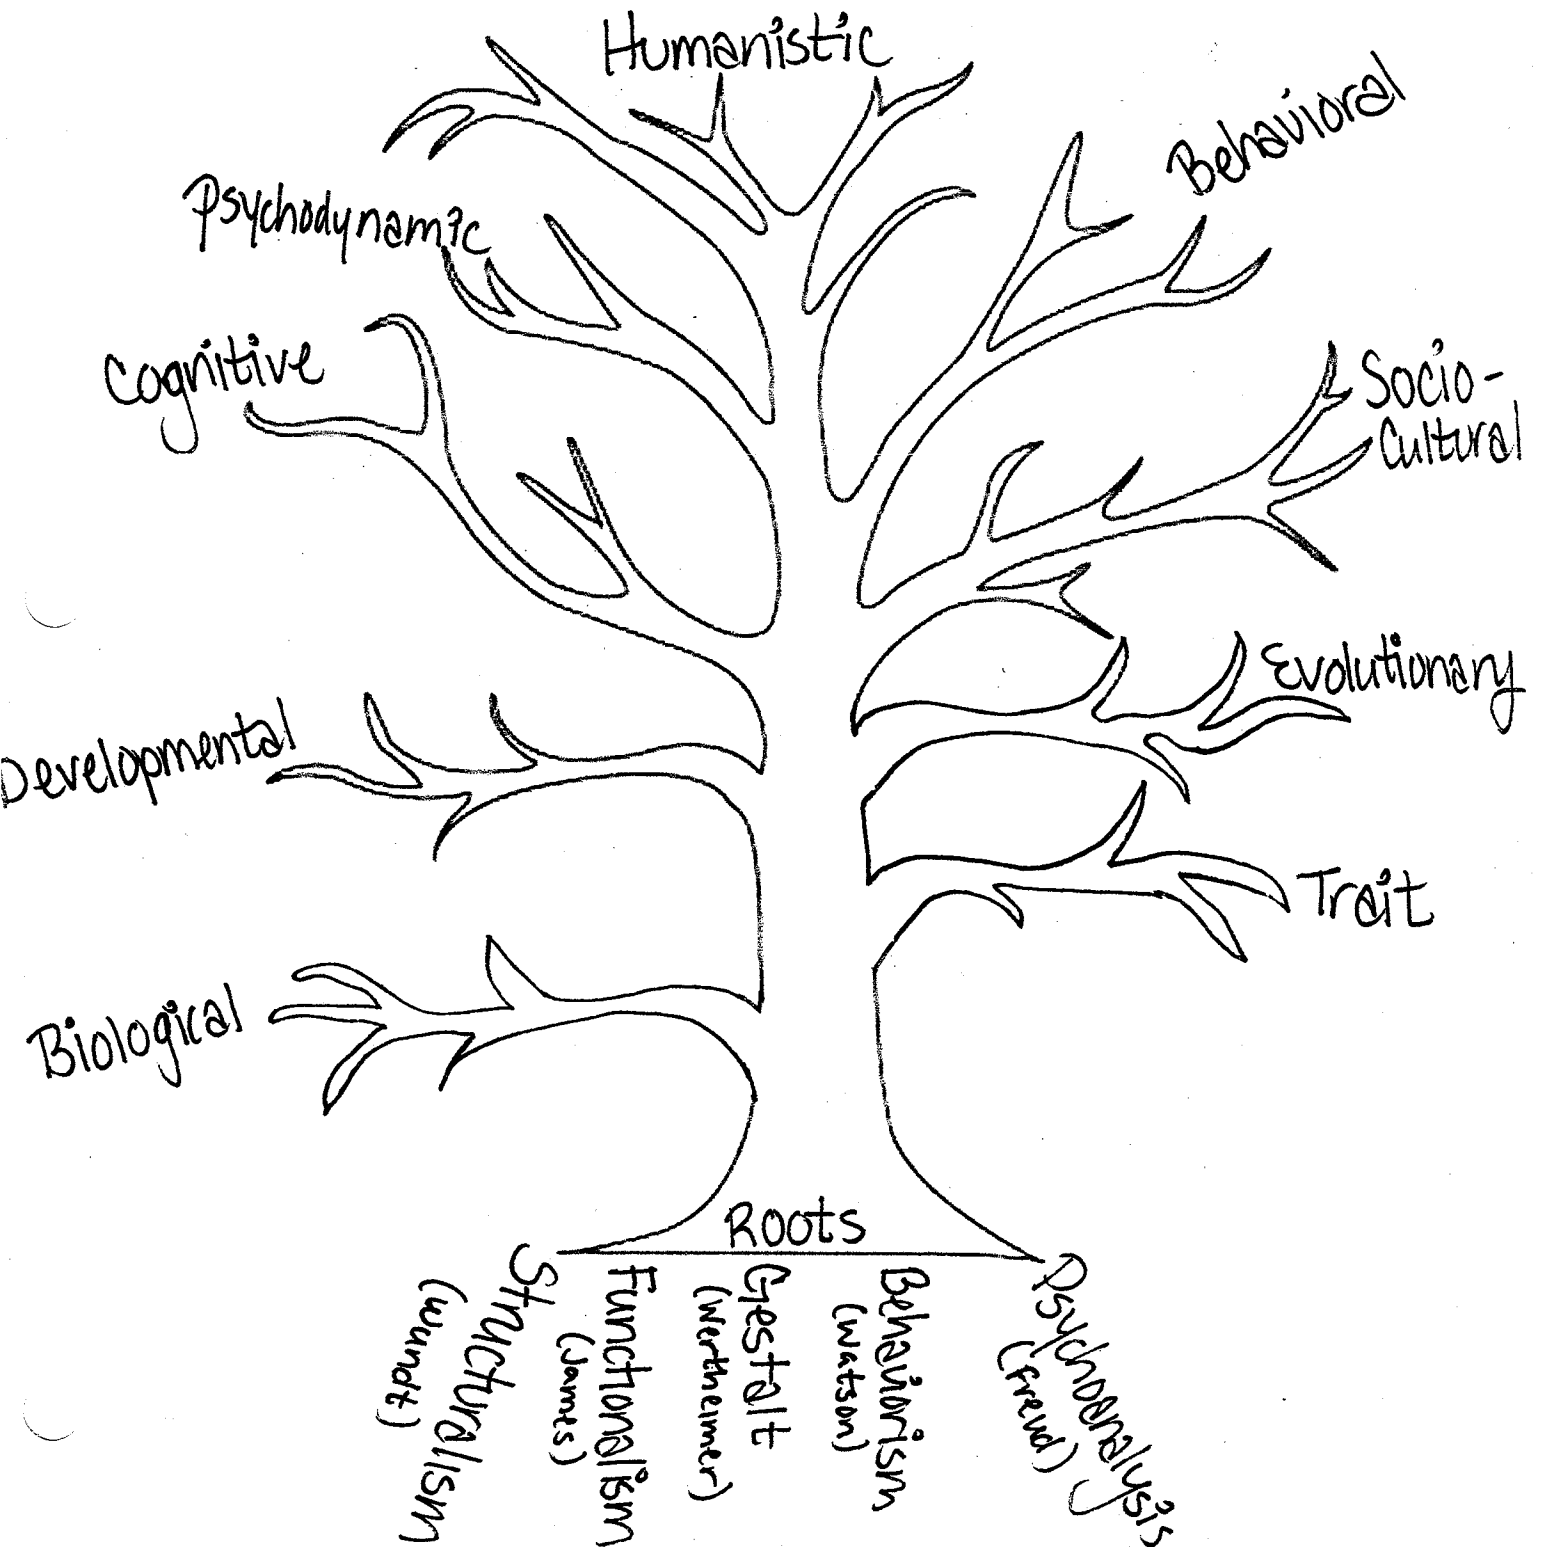 Humanistic
Behavioral
Psychodynamic
Cognitive
Socio-
Cultural
Evolutionary
Developmental
Trait
Biological
Roots
Structuralism
(Wundt)
Functionalism
(James)
Gestalt
(Wertheimer)
Behaviorism
(Watson)
Psychoanalysis
(Freud)